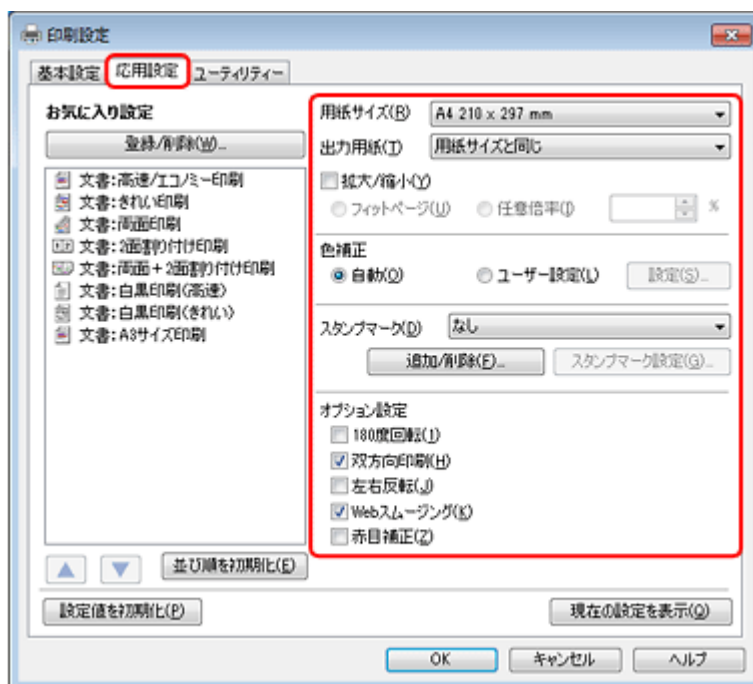 印刷設定
基本設定 応用設定 ユーティリティー
お気に入り設定
登録/削除(W)...
文書:高速/エコノミー印刷
文書:きれい印刷
文書:両面印刷
文書:2面割り付け印刷
文書:両面+2面割り付け印刷
文書:白黒印刷(高速)
文書:白黒印刷(きれい)
文書:A3サイズ印刷
並び順を初期化(E)
用紙サイズ(R) A4 210 x 297 mm
出力用紙(T) 用紙サイズと同じ
拡大/縮小(Y)
フィットページ(U) 任意倍率(I) %
色補正
自動(O) ユーザー設定(L) 設定(S)...
スタンプマーク(D) なし
追加/削除(F)... スタンプマーク設定(G)...
オプション設定
180度回転(1)
双方向印刷(H)
左右反転(J)
Webスムージング(K)
赤目補正(Z)
設定値を初期化(P) 現在の設定を表示(Q)
OK キャンセル ヘルプ